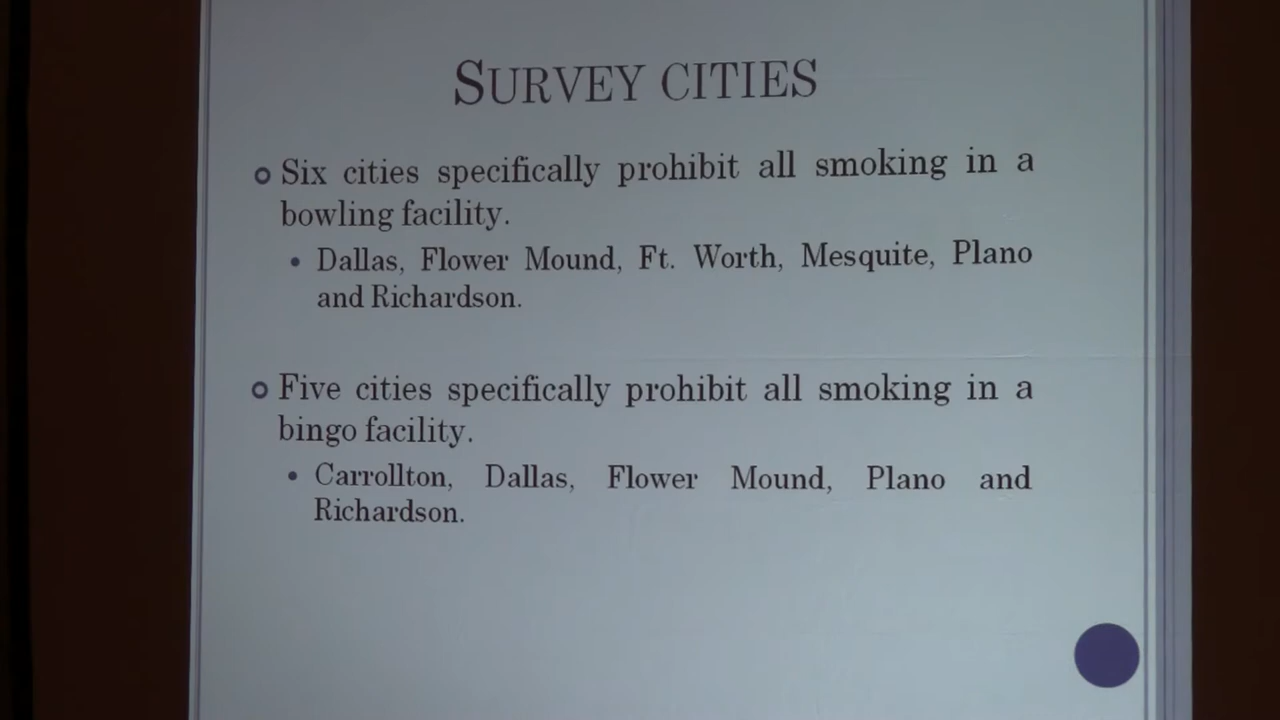 SURVEY CITIES
Six cities specifically prohibit all smoking in a
bowling facility.
Dallas, Flower Mound, Ft. Worth, Mesquite, Plano
and Richardson.
Five cities specifically prohibit all smoking in a
bingo facility.
Carrollton, Dallas, Flower Mound, Plano and
Richardson.